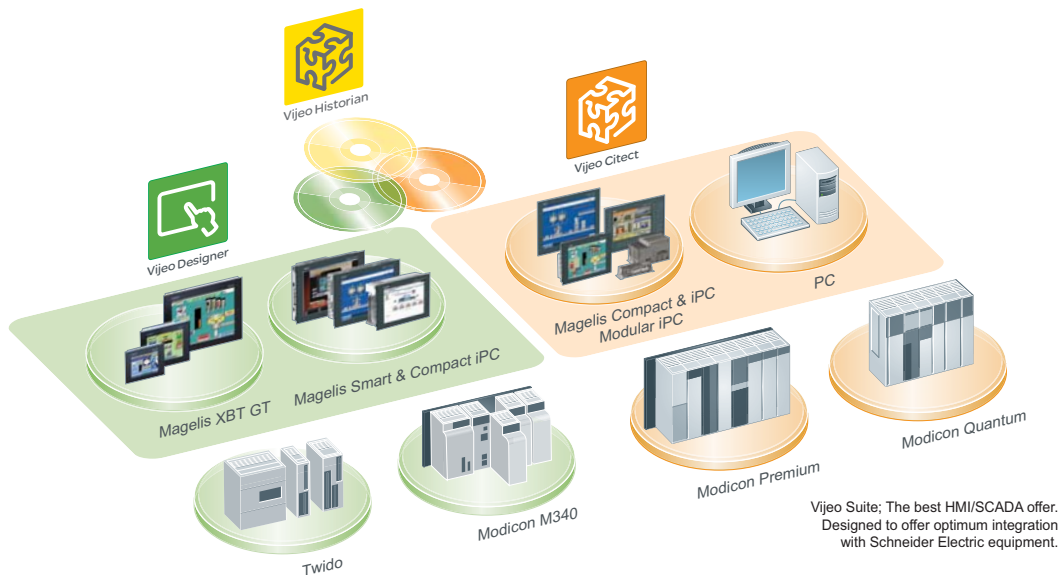 Vijeo Historian
Vijeo Citect
Vijeo Designer
PC
Magelis Compact & iPC
Modular iPC
Magelis Smart & Compact iPC
Magelis XBT GT
Modicon Quantum
Modicon Premium
Modicon M340
Twido
Vijeo Suite; The best HMI/SCADA offer.
Designed to offer optimum integration
with Schneider Electric equipment.